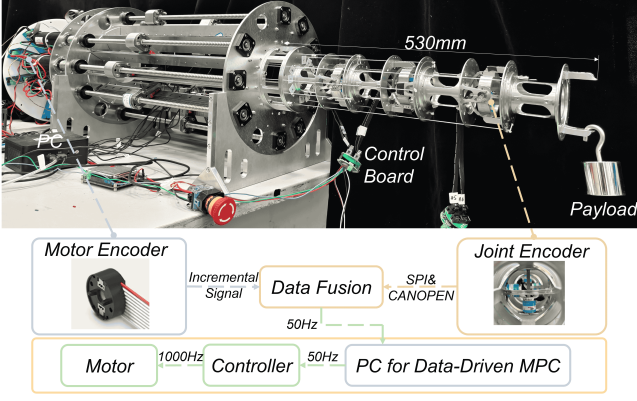 530mm
PC
Control
Board
Payload
Motor Encoder
Joint Encoder
Incremental
Signal
Data Fusion
SPI&
CANOPEN
50Hz
Motor
1000Hz
Controller
50Hz
PC for Data-Driven MPC